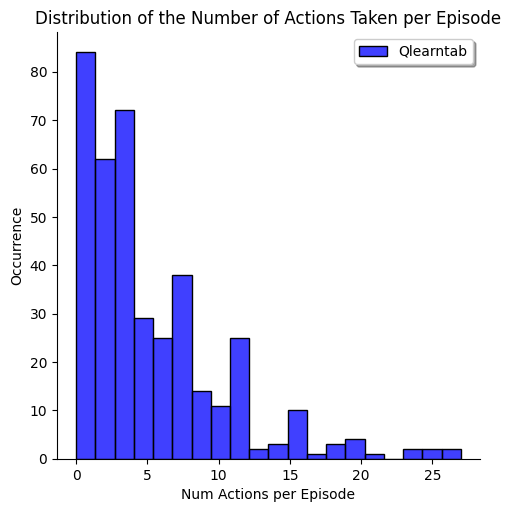 Distribution of the Number of Actions Taken per Episode
Qlearntab
80
70
60
50
40
30
20
10
0
Occurrence
0 5 10 15 20 25
Num Actions per Episode